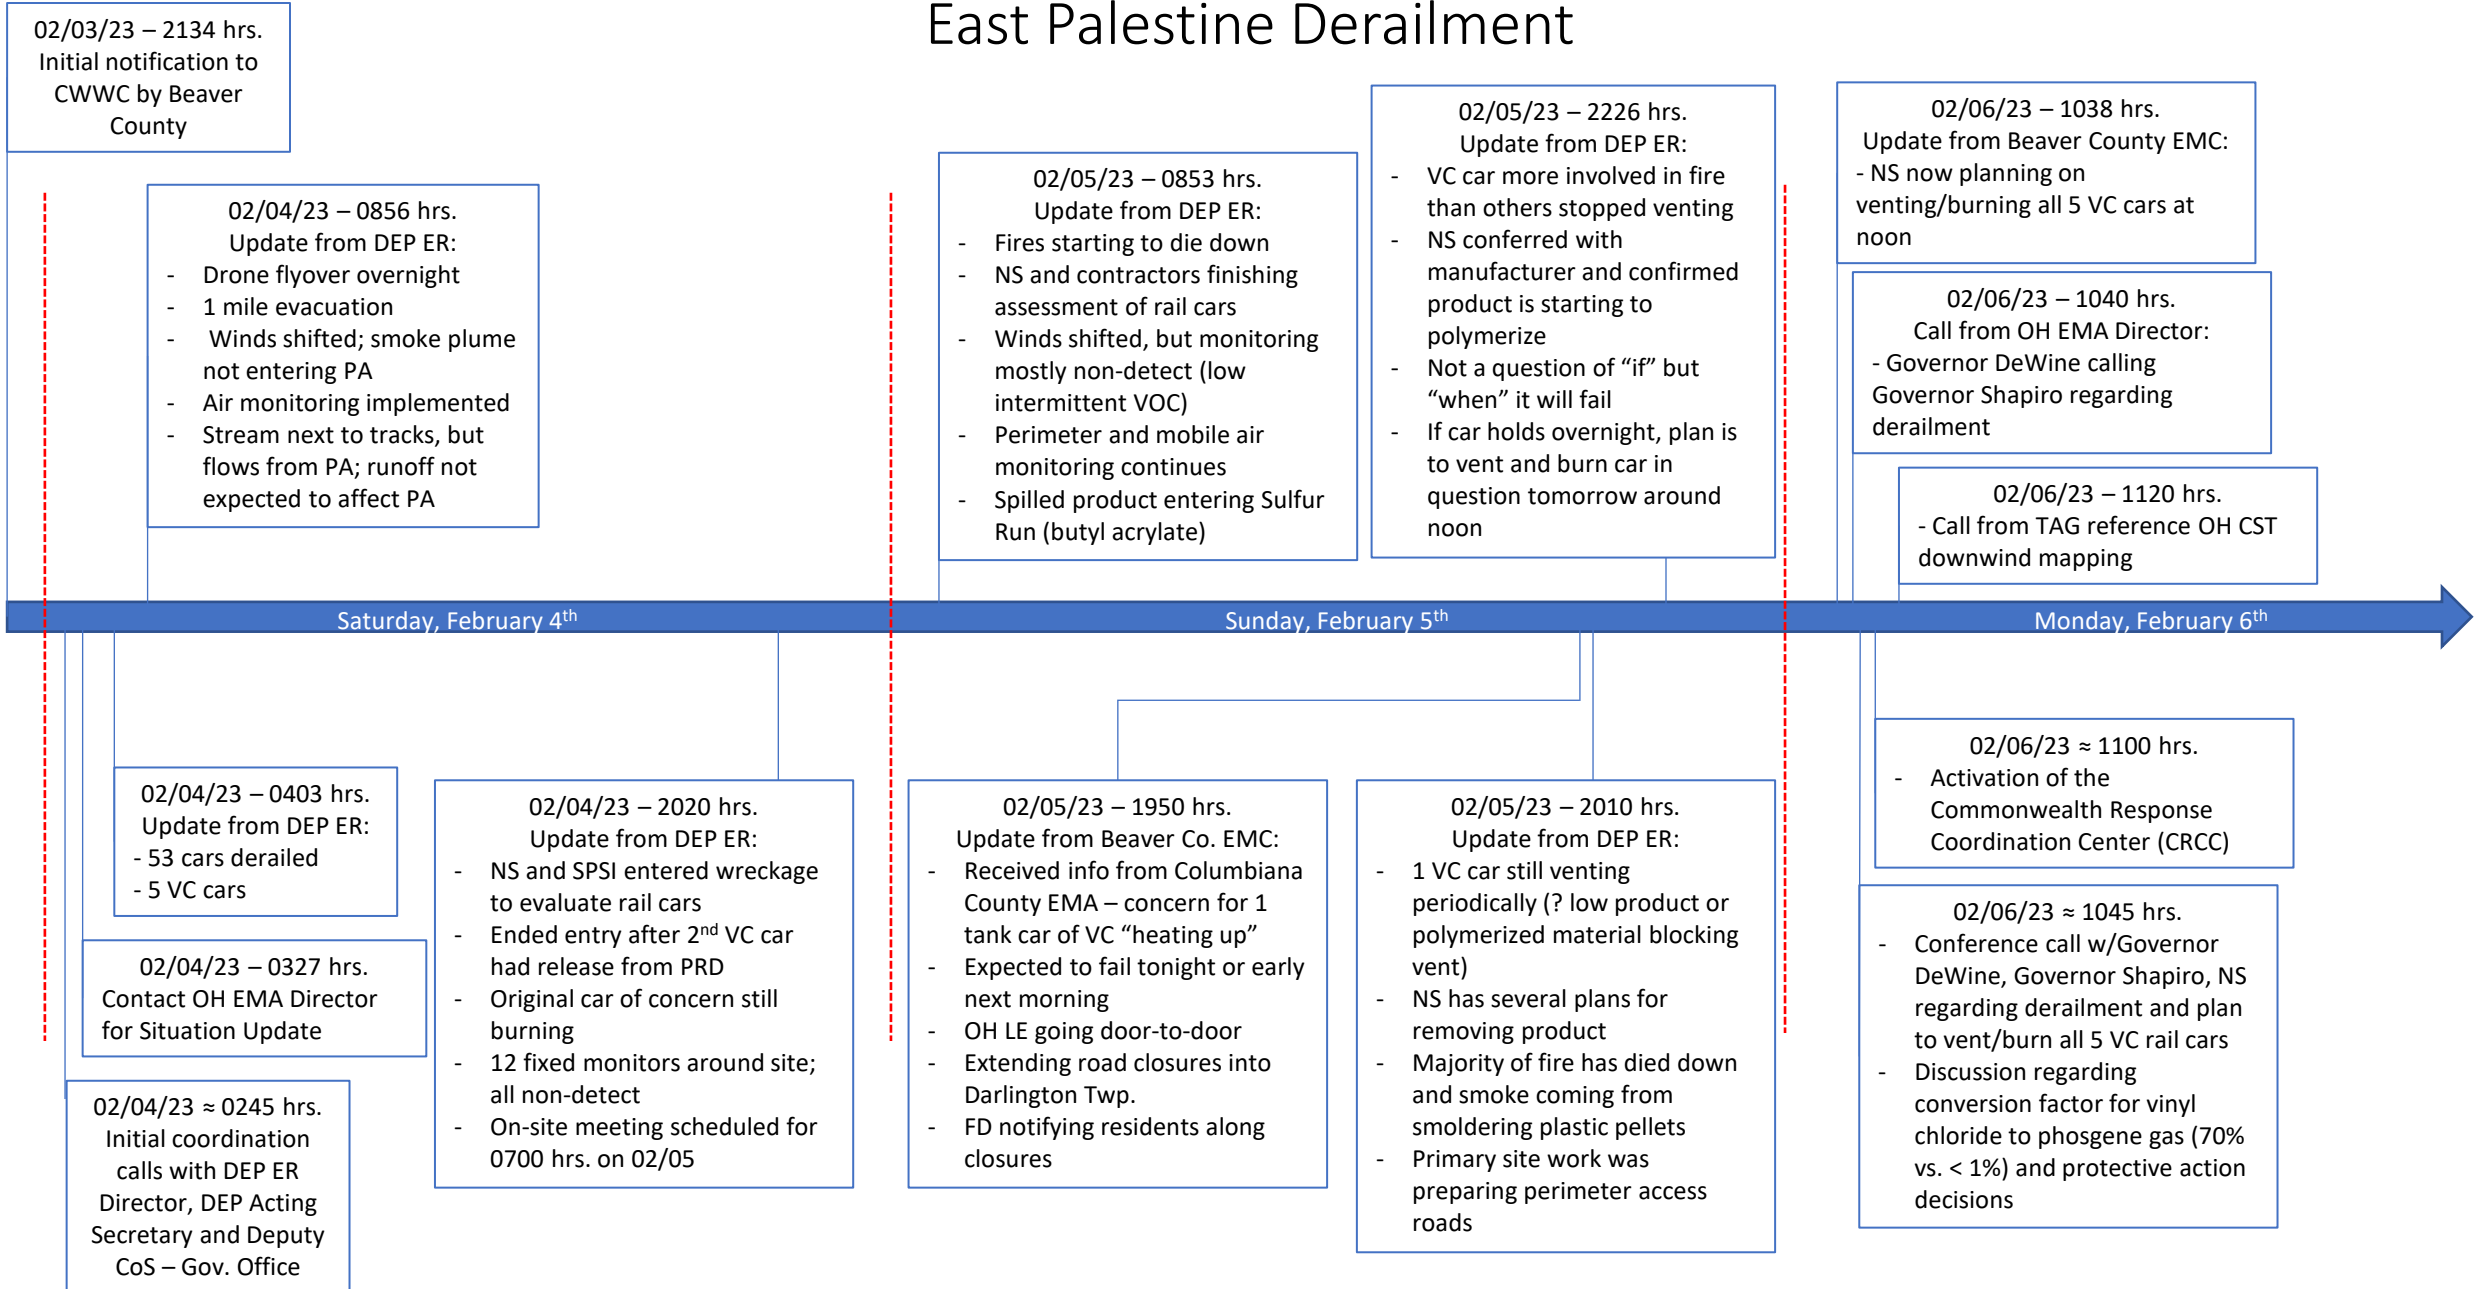 East Palestine Derailment
02/03/23 – 2134 hrs.
Initial notification to
CWWC by Beaver
County
02/04/23 – 0856 hrs.
Update from DEP ER:
- Drone flyover overnight
- 1 mile evacuation
- Winds shifted; smoke plume
not entering PA
- Air monitoring implemented
- Stream next to tracks, but
flows from PA; runoff not
expected to affect PA
02/05/23 – 0853 hrs.
Update from DEP ER:
- Fires starting to die down
- NS and contractors finishing
assessment of rail cars
- Winds shifted, but monitoring
mostly non-detect (low
intermittent VOC)
- Perimeter and mobile air
monitoring continues
- Spilled product entering Sulfur
Run (butyl acrylate)
02/05/23 – 2226 hrs.
Update from DEP ER:
- VC car more involved in fire
than others stopped venting
- NS conferred with
manufacturer and confirmed
product is starting to
polymerize
- Not a question of “if” but
“when” it will fail
- If car holds overnight, plan is
to vent and burn car in
question tomorrow around
noon
02/06/23 – 1038 hrs.
Update from Beaver County EMC:
- NS now planning on
venting/burning all 5 VC cars at
noon
02/06/23 – 1040 hrs.
Call from OH EMA Director:
- Governor DeWine calling
Governor Shapiro regarding
derailment
02/06/23 – 1120 hrs.
- Call from TAG reference OH CST
downwind mapping
Saturday, February 4th
Sunday, February 5th
Monday, February 6th
02/04/23 – 0403 hrs.
Update from DEP ER:
- 53 cars derailed
- 5 VC cars
02/04/23 – 0327 hrs.
Contact OH EMA Director
for Situation Update
02/04/23 ≈ 0245 hrs.
Initial coordination
calls with DEP ER
Director, DEP Acting
Secretary and Deputy
CoS – Gov. Office
02/04/23 – 2020 hrs.
Update from DEP ER:
- NS and SPSI entered wreckage
to evaluate rail cars
- Ended entry after 2nd VC car
had release from PRD
- Original car of concern still
burning
- 12 fixed monitors around site;
all non-detect
- On-site meeting scheduled for
0700 hrs. on 02/05
02/05/23 – 1950 hrs.
Update from Beaver Co. EMC:
- Received info from Columbiana
County EMA – concern for 1
tank car of VC “heating up”
- Expected to fail tonight or early
next morning
- OH LE going door-to-door
- Extending road closures into
Darlington Twp.
- FD notifying residents along
closures
02/05/23 – 2010 hrs.
Update from DEP ER:
- 1 VC car still venting
periodically (? low product or
polymerized material blocking
vent)
- NS has several plans for
removing product
- Majority of fire has died down
and smoke coming from
smoldering plastic pellets
- Primary site work was
preparing perimeter access
roads
02/06/23 ≈ 1100 hrs.
- Activation of the
Commonwealth Response
Coordination Center (CRCC)
02/06/23 ≈ 1045 hrs.
- Conference call w/Governor
DeWine, Governor Shapiro, NS
regarding derailment and plan
to vent/burn all 5 VC rail cars
- Discussion regarding
conversion factor for vinyl
chloride to phosgene gas (70%
vs. < 1%) and protective action
decisions